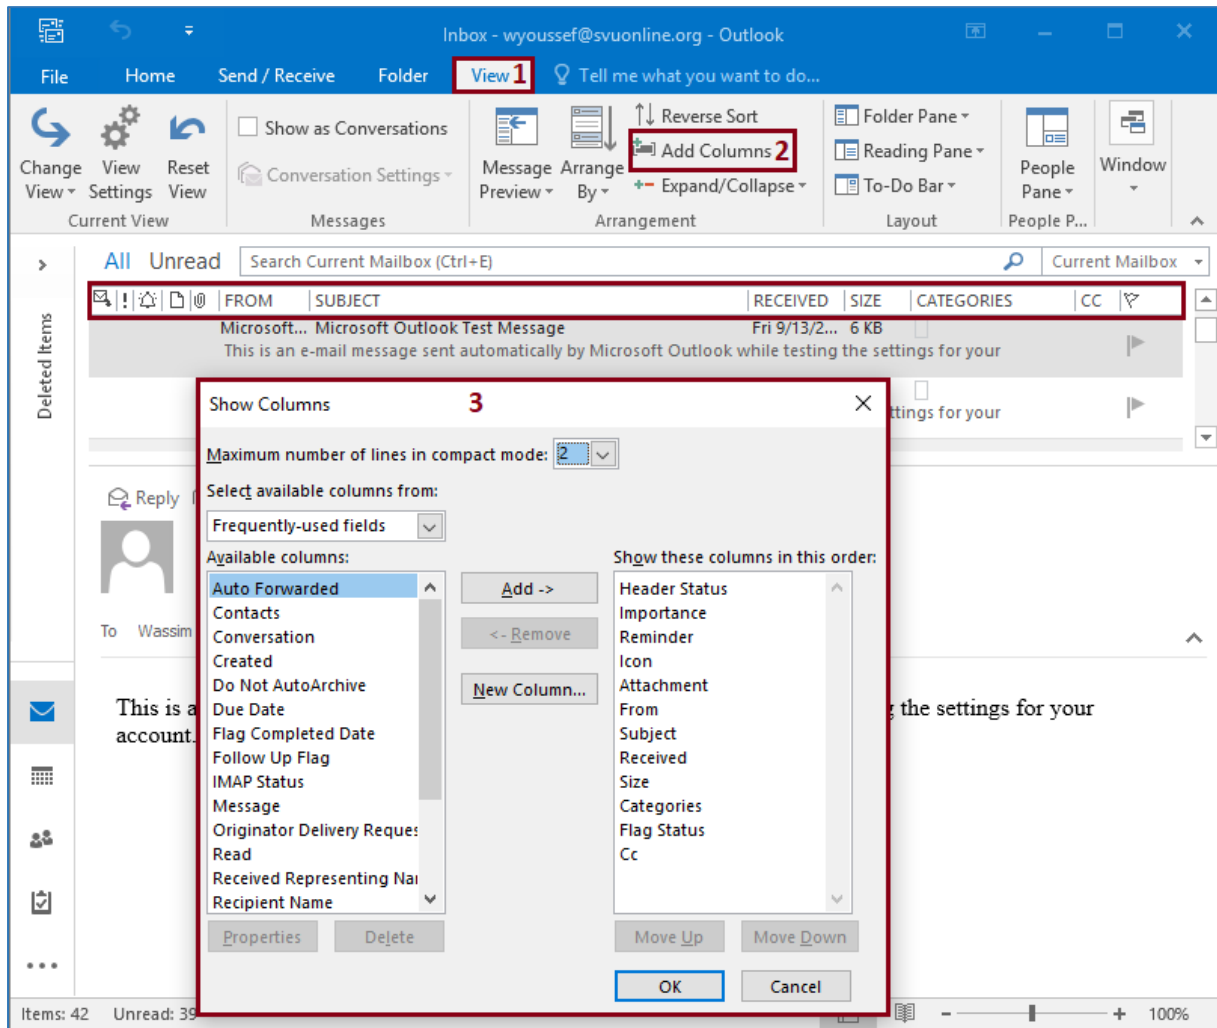 Inbox - wyoussef@svuonline.org - Outlook
File Home Send / Receive Folder View 1 Tell me what you want to do...
Change View
View Settings
Reset View
Current View
Show as Conversations
Conversation Settings
Messages
Message Preview
Arrange By
Reverse Sort
Add Columns 2
Expand/Collapse
Arrangement
Folder Pane
Reading Pane
To-Do Bar
Layout
People Pane
People P...
Window
All Unread Search Current Mailbox (Ctrl+E) Current Mailbox
FROM SUBJECT RECEIVED SIZE CATEGORIES CC
Microsoft... Microsoft Outlook Test Message Fri 9/13/2... 6 KB
This is an e-mail message sent automatically by Microsoft Outlook while testing the settings for your
ttings for your
Deleted Items
Reply
To Wassim
This is a
g the settings for your
account.
Show Columns 3
Maximum number of lines in compact mode: 2
Select available columns from:
Frequently-used fields
Available columns:
Auto Forwarded
Contacts
Conversation
Created
Do Not AutoArchive
Due Date
Flag Completed Date
Follow Up Flag
IMAP Status
Message
Originator Delivery Reques
Read
Received Representing Nar
Recipient Name
Add ->
<- Remove
New Column...
Show these columns in this order:
Header Status
Importance
Reminder
Icon
Attachment
From
Subject
Received
Size
Categories
Flag Status
Cc
Properties Delete Move Up Move Down
OK Cancel
Items: 42 Unread: 39 100%